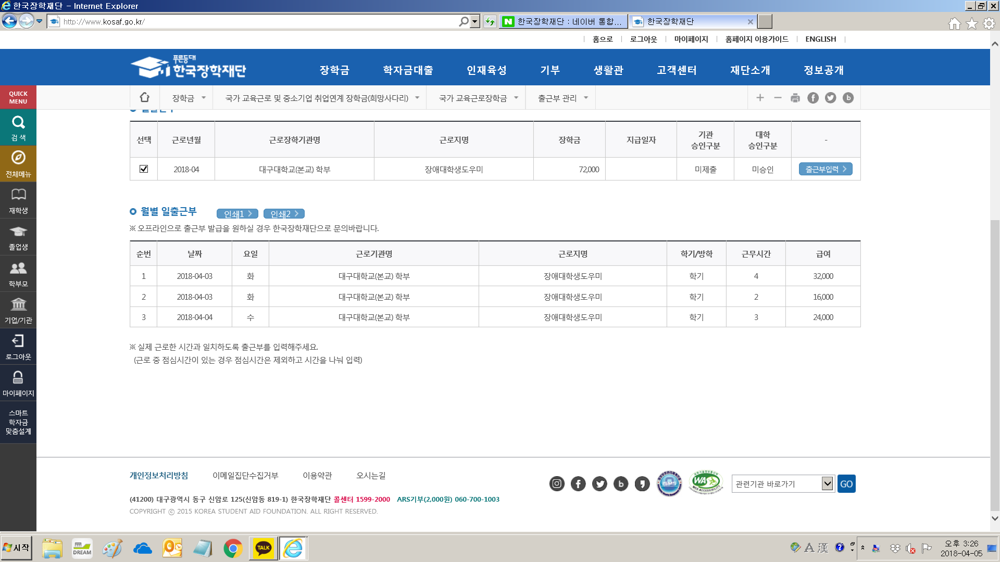 한국장학재단 - Internet Explorer
http://www.kosaf.go.kr/
한국장학재단 : 네이버 통합...
한국장학재단
홈으로
로그아웃
마이페이지
홈페이지 이용가이드
ENGLISH
푸른등대
한국장학재단
장학금
학자금대출
인재육성
기부
생활관
고객센터
재단소개
정보공개
QUICK
MENU
장학금
국가 교육근로 및 중소기업 취업연계 장학금(희망사다리)
국가 교육근로장학금
출근부 관리
검 색
전체메뉴
재학생
졸업생
학부모
기업/기관
로그아웃
마이페이지
스마트
학자금
맞춤설계
선택 근로년월 근로장학기관명 근로지명 장학금 지급일자 기관 승인구분 대학 승인구분 -
2018-04 대구대학교(본교) 학부 장애대학생도우미 72,000 미제출 미승인 출근부입력
월별 일출근부 인쇄1 인쇄2
※ 오프라인으로 출근부 발급을 원하실 경우 한국장학재단으로 문의바랍니다.
순번 날짜 요일 근로기관명 근로지명 학기/방학 근무시간 급여
1 2018-04-03 화 대구대학교(본교) 학부 장애대학생도우미 학기 4 32,000
2 2018-04-03 화 대구대학교(본교) 학부 장애대학생도우미 학기 2 16,000
3 2018-04-04 수 대구대학교(본교) 학부 장애대학생도우미 학기 3 24,000
※ 실제 근로한 시간과 일치하도록 출근부를 입력해주세요.
(근로 중 점심시간이 있는 경우 점심시간은 제외하고 시간을 나눠 입력)
개인정보처리방침 이메일집단수집거부 이용약관 오시는길
ISMS
WA
WEB ACCESSIBILITY
관련기관 바로가기
GO
(41200) 대구광역시 동구 신암로 125(신암동 819-1) 한국장학재단 콜센터 1599-2000 ARS기부(2,000원) 060-700-1003
COPYRIGHT ⓒ 2015 KOREA STUDENT AID FOUNDATION. ALL RIGHT RESERVED.
시작
DREAM
TALK
A 漢
오후 3:26
2018-04-05